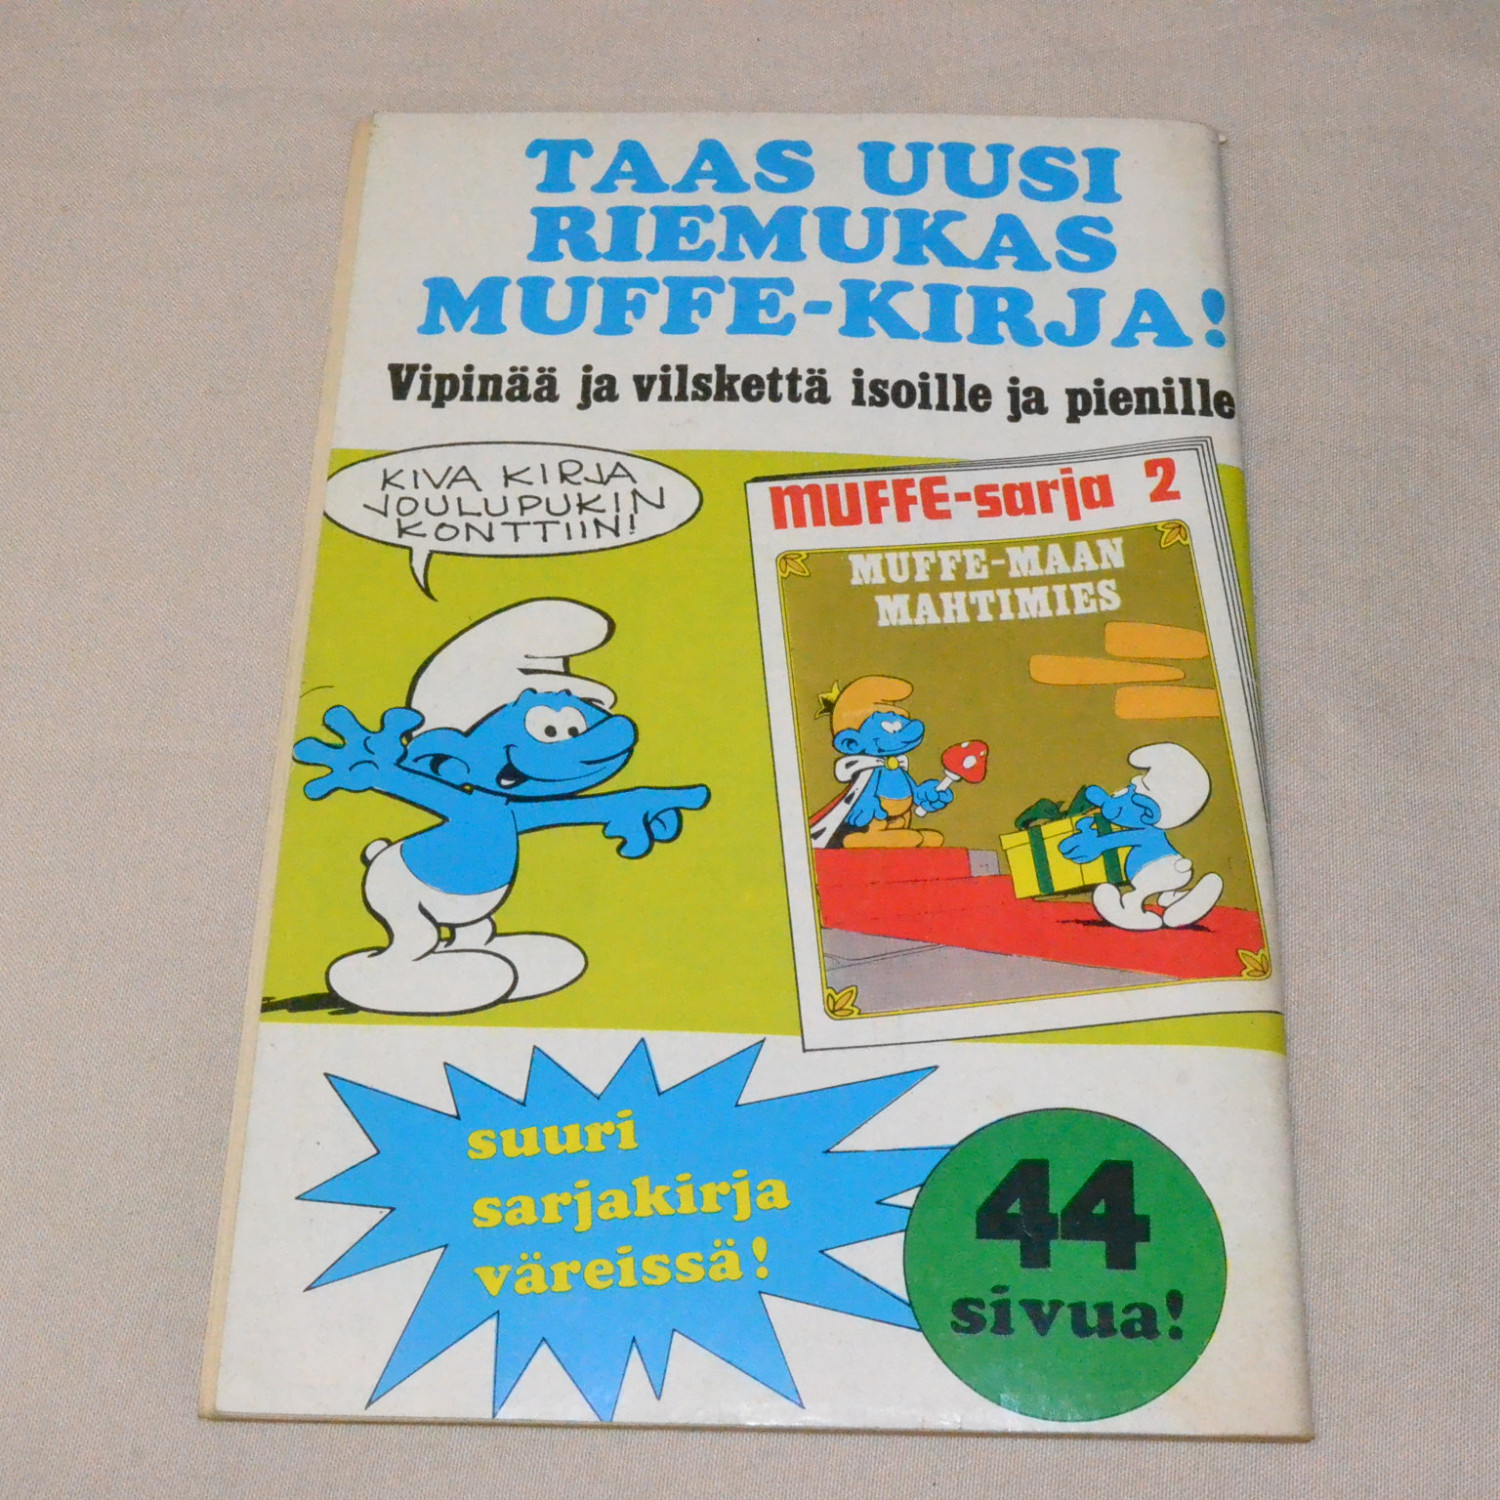 TAAS UUSI
RIEMUKAS
MUFFE-KIRJA!
Vipinää ja vilskettä isoille ja pienille
KIVA KIRJA
JOULUPUKIN
KONTTIIN!
MUFFE-sarja 2
MUFFE-MAAN
MAHTIMIES
suuri
sarjakirja
väreissä!
44
sivua!